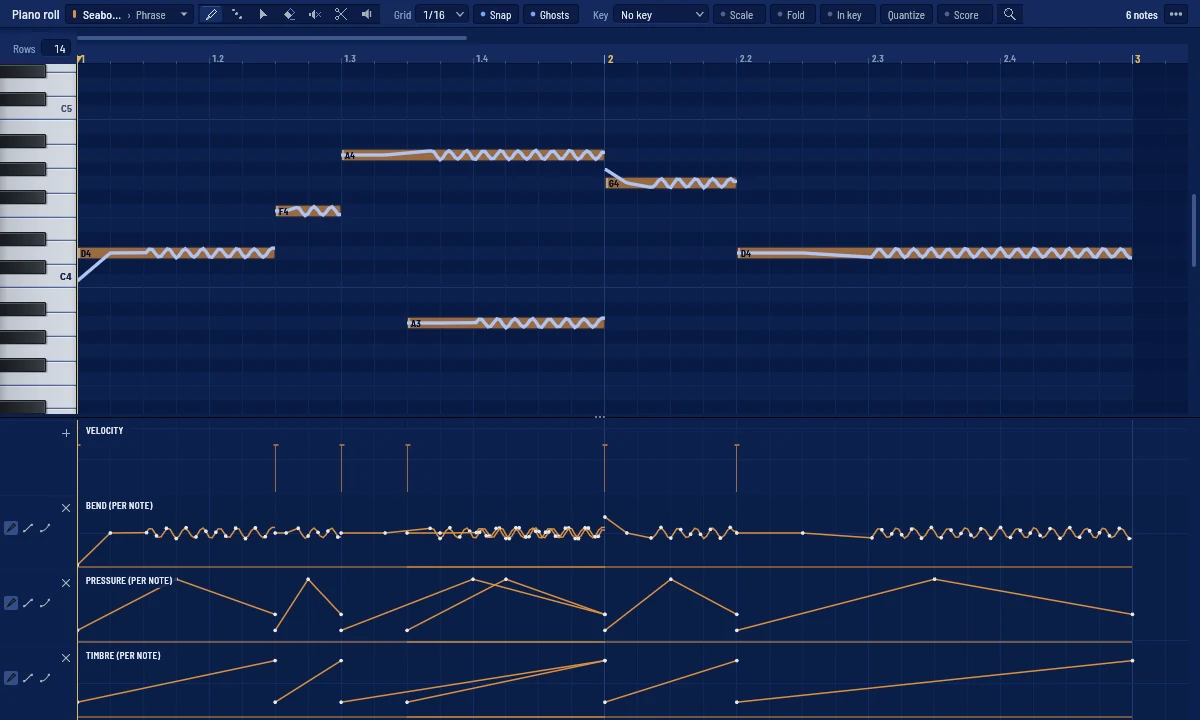 Piano roll Seabo... › Phrase Grid 1/16 Snap Ghosts Key No key Scale Fold In key Quantize Score 6 notes
Rows 14
1 1.2 1.3 1.4 2 2.2 2.3 2.4 3
C5
A4
G4
F4
D4 D4
C4
A3
VELOCITY
BEND (PER NOTE)
PRESSURE (PER NOTE)
TIMBRE (PER NOTE)